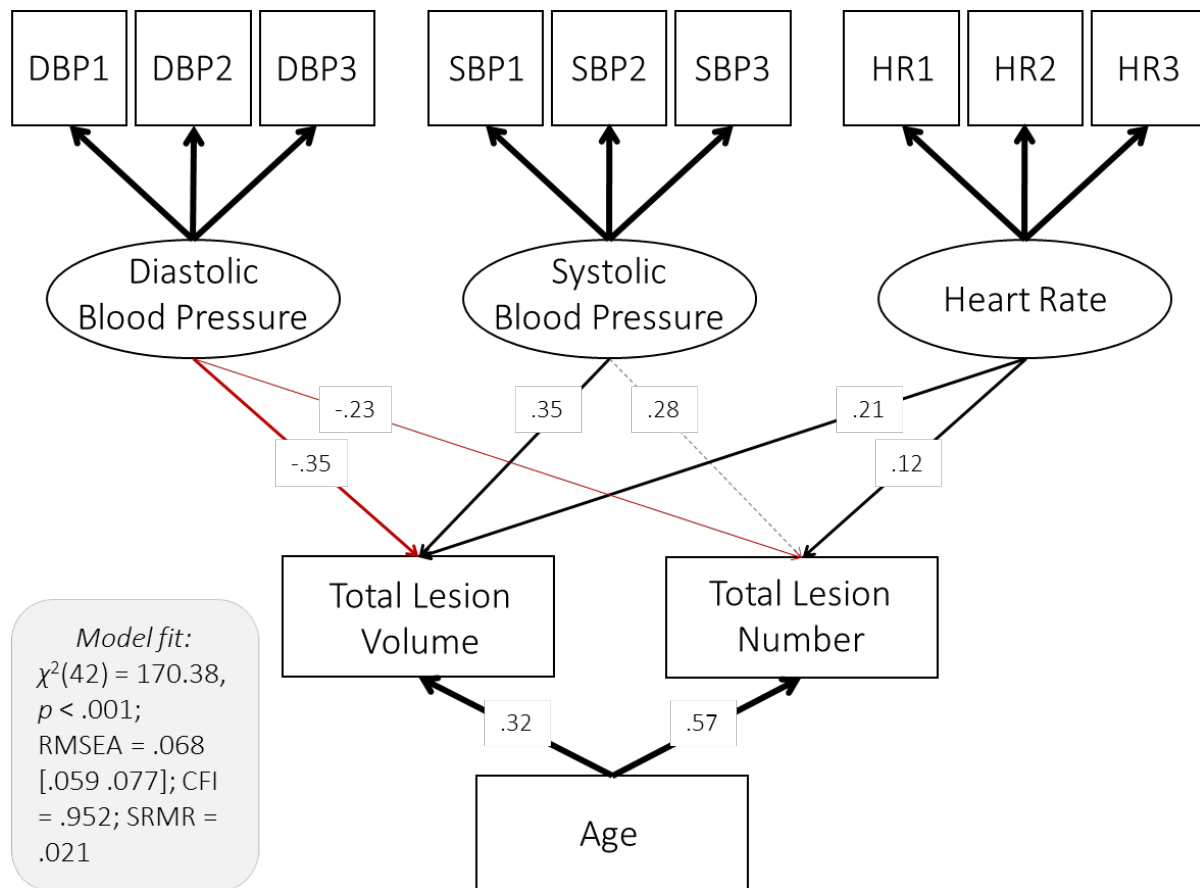 DBP1 DBP2 DBP3 SBP1 SBP2 SBP3 HR1 HR2 HR3
Diastolic
Blood Pressure
Systolic
Blood Pressure
Heart Rate
-.23 .35 .28 .21
-.35 .12
Total Lesion
Volume
Total Lesion
Number
Model fit:
χ²(42) = 170.38,
p < .001;
RMSEA = .068
[.059 .077]; CFI
= .952; SRMR =
.021
.32 .57
Age